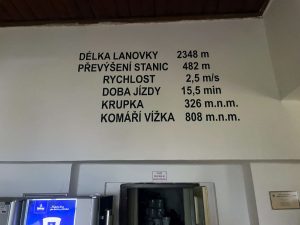 DÉLKA LANOVKY 2348 m
PŘEVÝŠENÍ STANIC 482 m
RYCHLOST 2,5 m/s
DOBA JÍZDY 15,5 min
KRUPKA 326 m.n.m.
KOMÁŘÍ VÍŽKA 808 m.n.m.